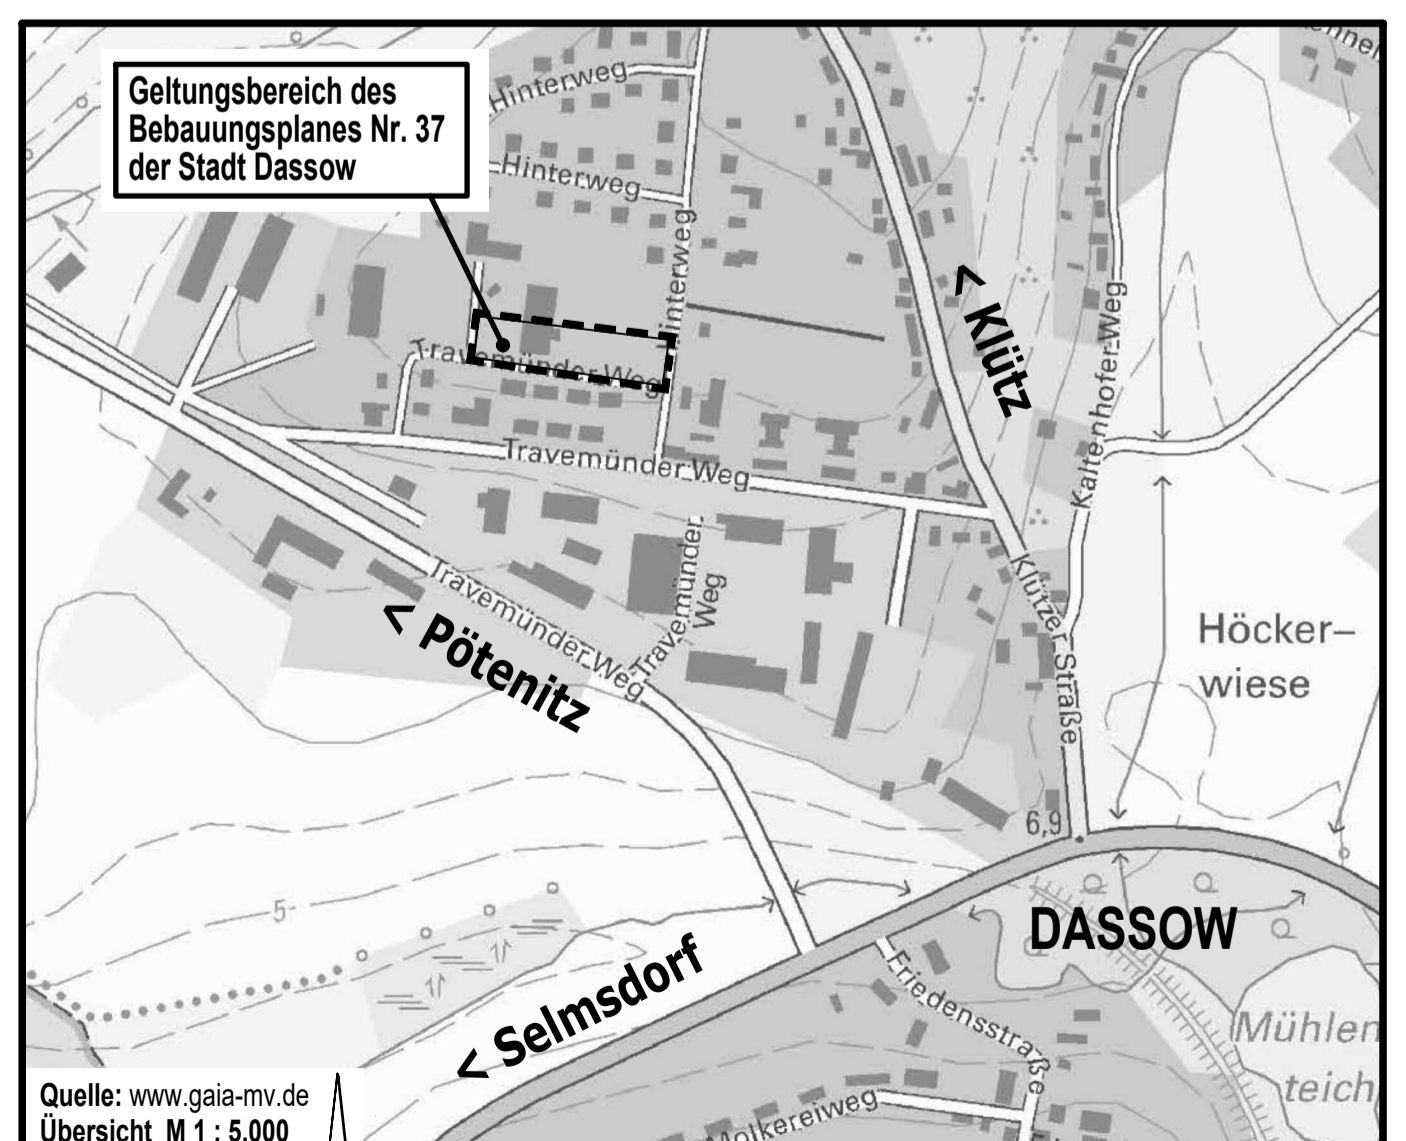 Geltungsbereich des
Bebauungsplanes Nr. 37
der Stadt Dassow
Hinterweg
Hinterweg
Hinterweg
< Klütz
Kaltenhofer Weg
Travemünder Weg
Travemünder Weg
Travemünder
Weg
Travemünder Weg
Travemünder
< Pötenitz
Klützer Straße
Höcker–
wiese
6,9
5
DASSOW
< Selmsdorf
Friedensstraße
Mühlen
teich
Molkereiweg
Quelle: www.gaia-mv.de
Übersicht M 1 : 5.000